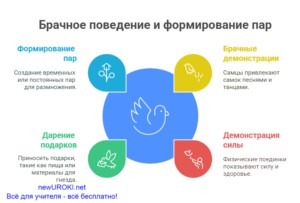 Брачное поведение и формирование пар
Формирование
пар
Создание временных
или постоянных пар
для размножения.
Брачные
демонстрации
Самцы привлекают
самок песнями и
танцами.
Дарение
подарков
Приносить подарки,
такие как пища или
материалы для
гнезда.
Демонстрация
силы
Физические поединки
показывают силу и
здоровье.
newUROKI.net
Всё для учителя - всё бесплатно!